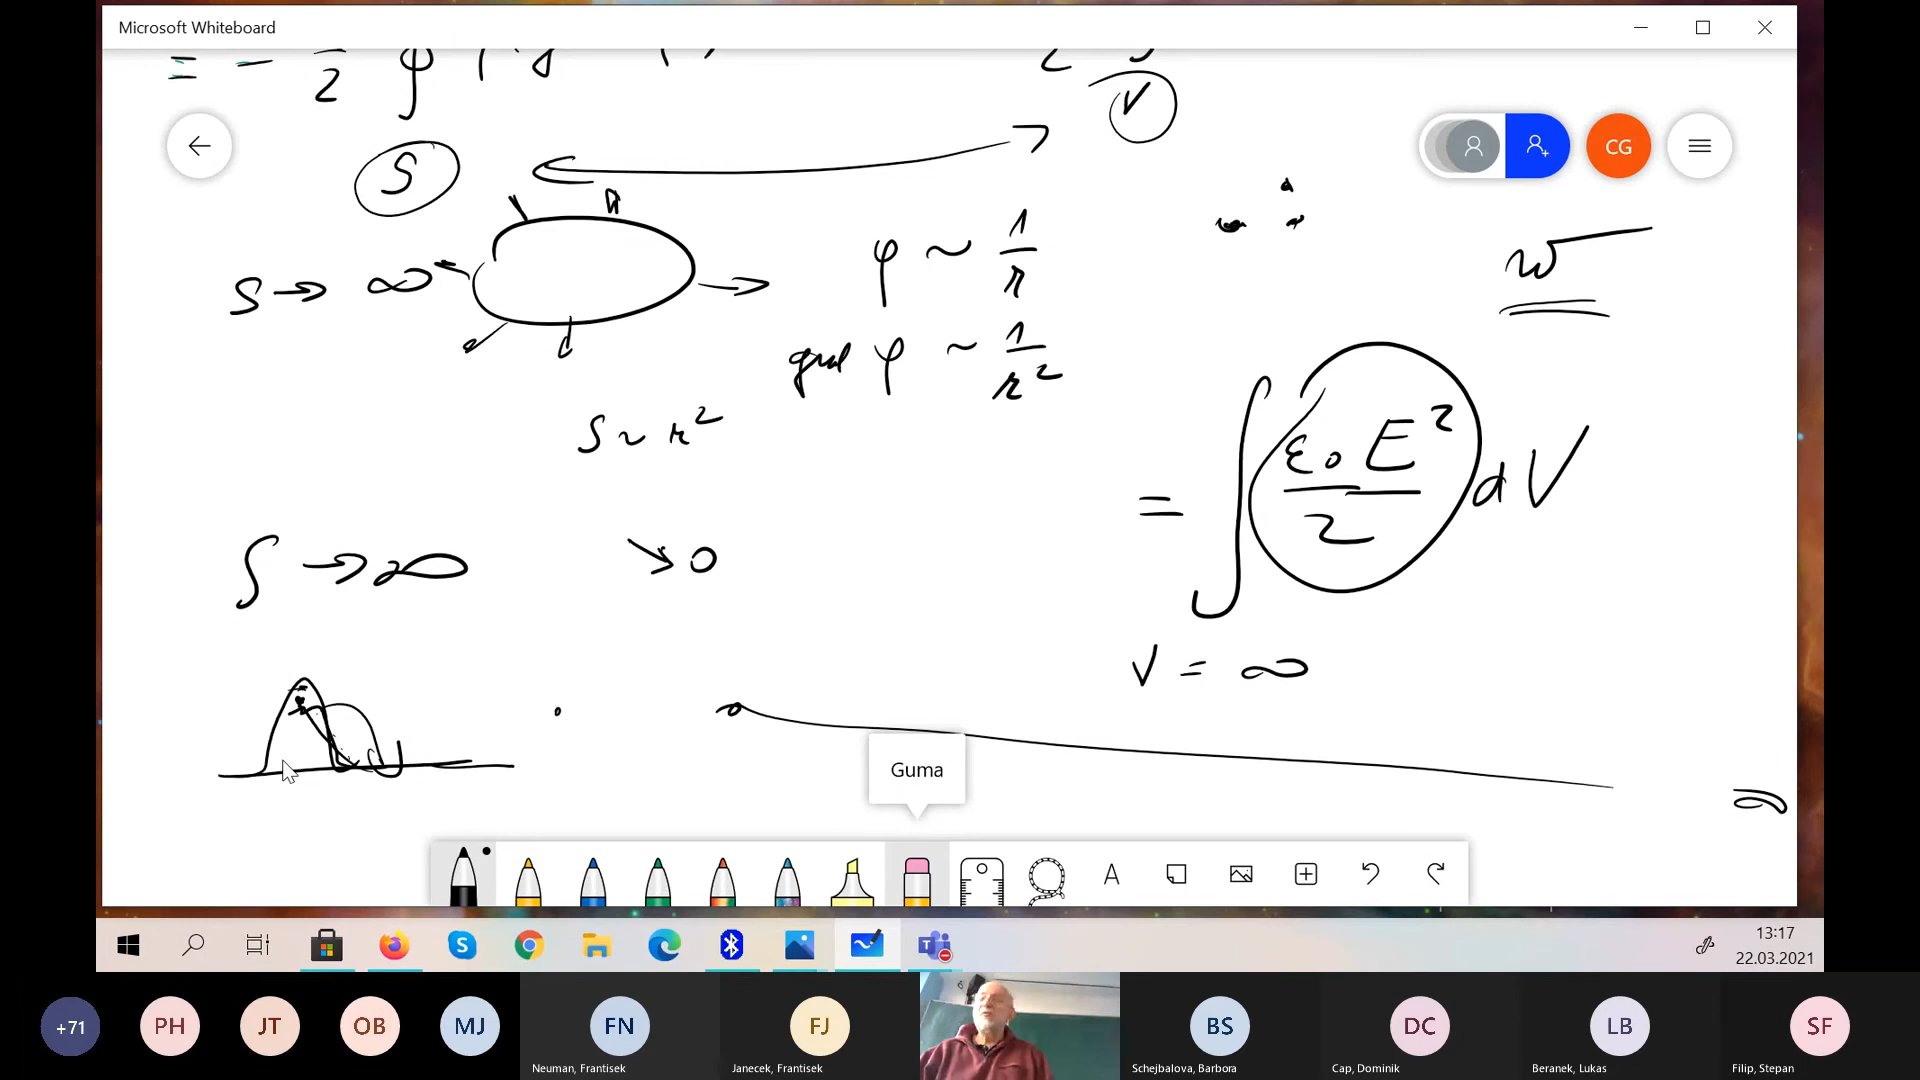 Microsoft Whiteboard
2 φ
V
S
CG
S → ∞
φ ~ 1/r
w
grad φ ~ 1/r²
S ~ r²
= ∫ ε₀E²/2 dV
S → ∞ ↘ 0
V = ∞
Guma
A
13:17
22.03.2021
+71
PH
JT
OB
MJ
FN
FJ
BS
DC
LB
SF
Neuman, Frantisek
Janecek, Frantisek
Schejbalova, Barbora
Cap, Dominik
Beranek, Lukas
Filip, Stepan